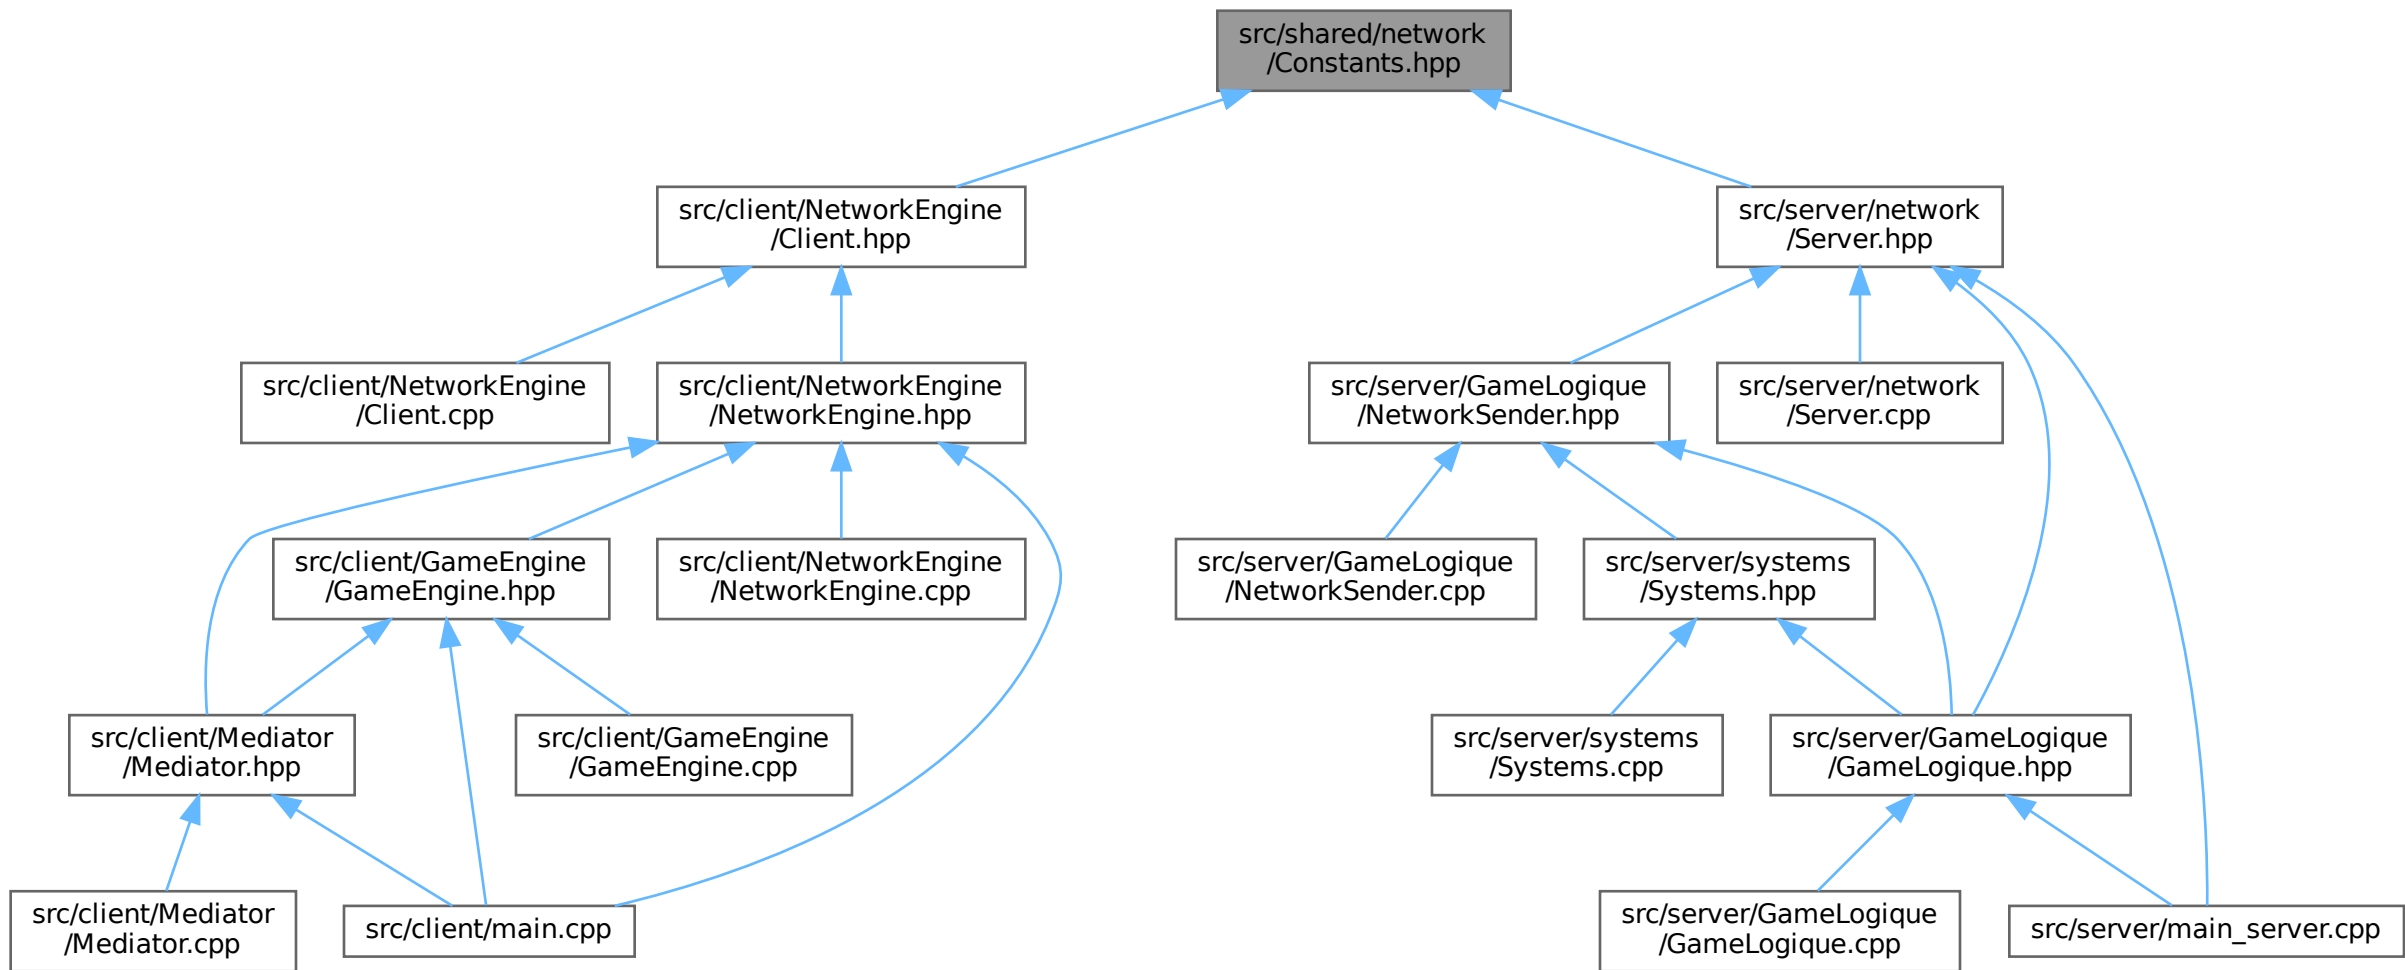 src/shared/network
/Constants.hpp
src/client/NetworkEngine
/Client.hpp
src/server/network
/Server.hpp
src/client/NetworkEngine
/Client.cpp
src/client/NetworkEngine
/NetworkEngine.hpp
src/server/GameLogique
/NetworkSender.hpp
src/server/network
/Server.cpp
src/client/GameEngine
/GameEngine.hpp
src/client/NetworkEngine
/NetworkEngine.cpp
src/server/GameLogique
/NetworkSender.cpp
src/server/systems
/Systems.hpp
src/client/Mediator
/Mediator.hpp
src/client/GameEngine
/GameEngine.cpp
src/server/systems
/Systems.cpp
src/server/GameLogique
/GameLogique.hpp
src/client/Mediator
/Mediator.cpp
src/client/main.cpp
src/server/GameLogique
/GameLogique.cpp
src/server/main_server.cpp